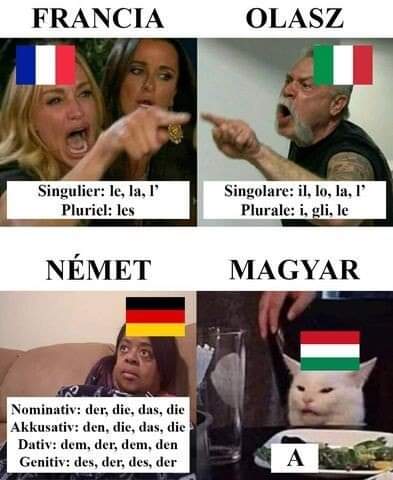 FRANCIA
OLASZ
Singulier: le, la, l’
Pluriel: les
Singolare: il, lo, la, l’
Plurale: i, gli, le
NÉMET
MAGYAR
Nominativ: der, die, das, die
Akkusativ: den, die, das, die
Dativ: dem, der, dem, den
Genitiv: des, der, des, der
A